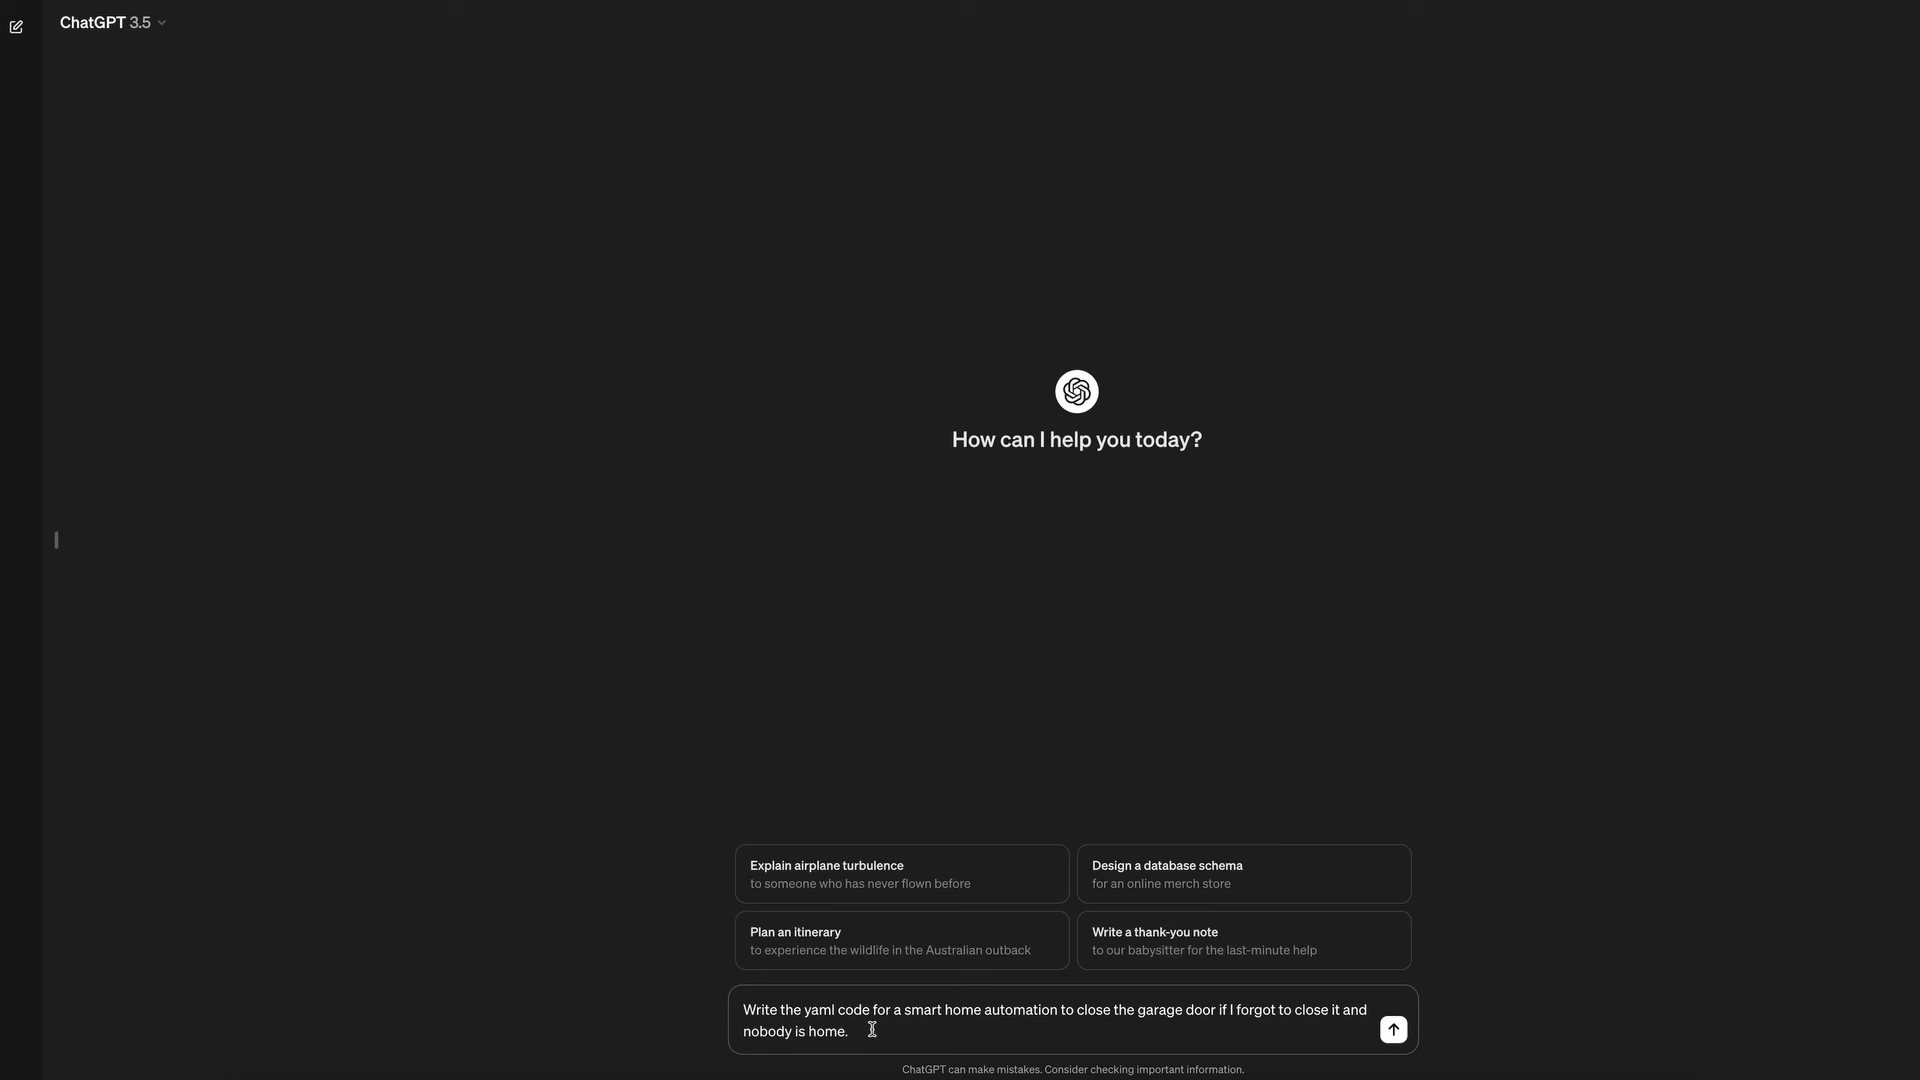 ChatGPT 3.5
How can I help you today?
Explain airplane turbulence
to someone who has never flown before
Design a database schema
for an online merch store
Plan an itinerary
to experience the wildlife in the Australian outback
Write a thank-you note
to our babysitter for the last-minute help
Write the yaml code for a smart home automation to close the garage door if I forgot to close it and
nobody is home.
ChatGPT can make mistakes. Consider checking important information.